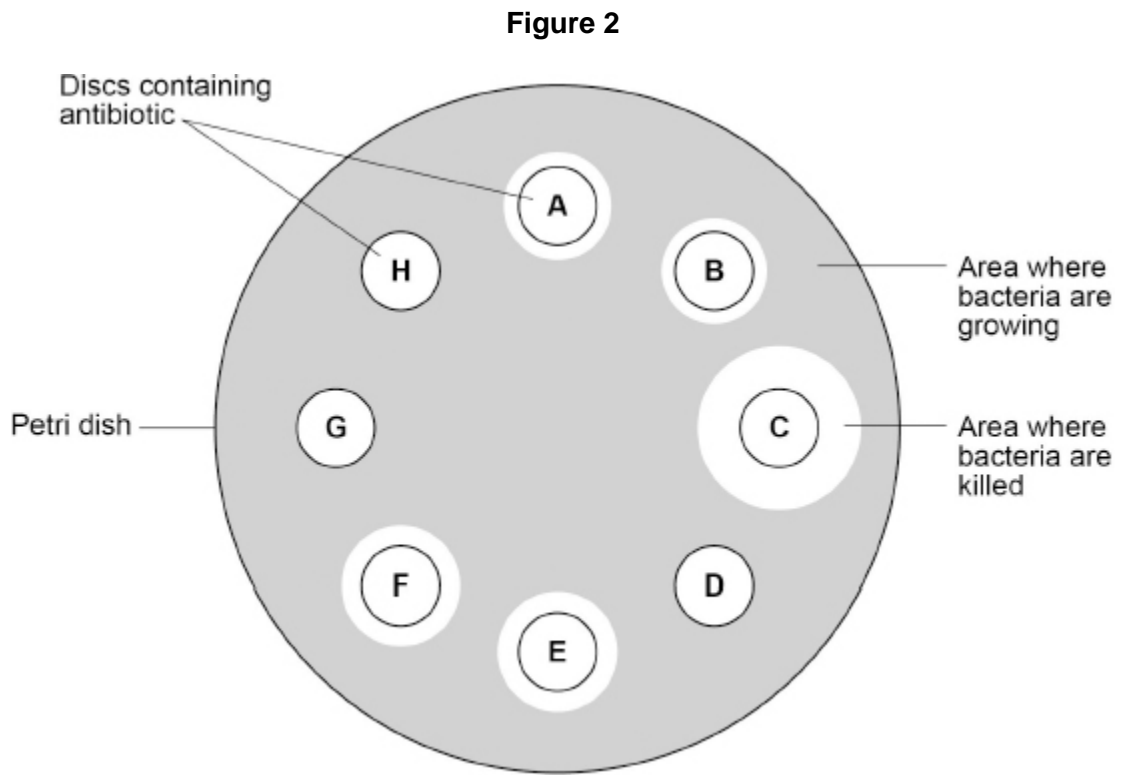 Figure 2
Discs containing
antibiotic
A
H
B
Area where
bacteria are
growing
Petri dish
G
C
Area where
bacteria are
killed
F
D
E